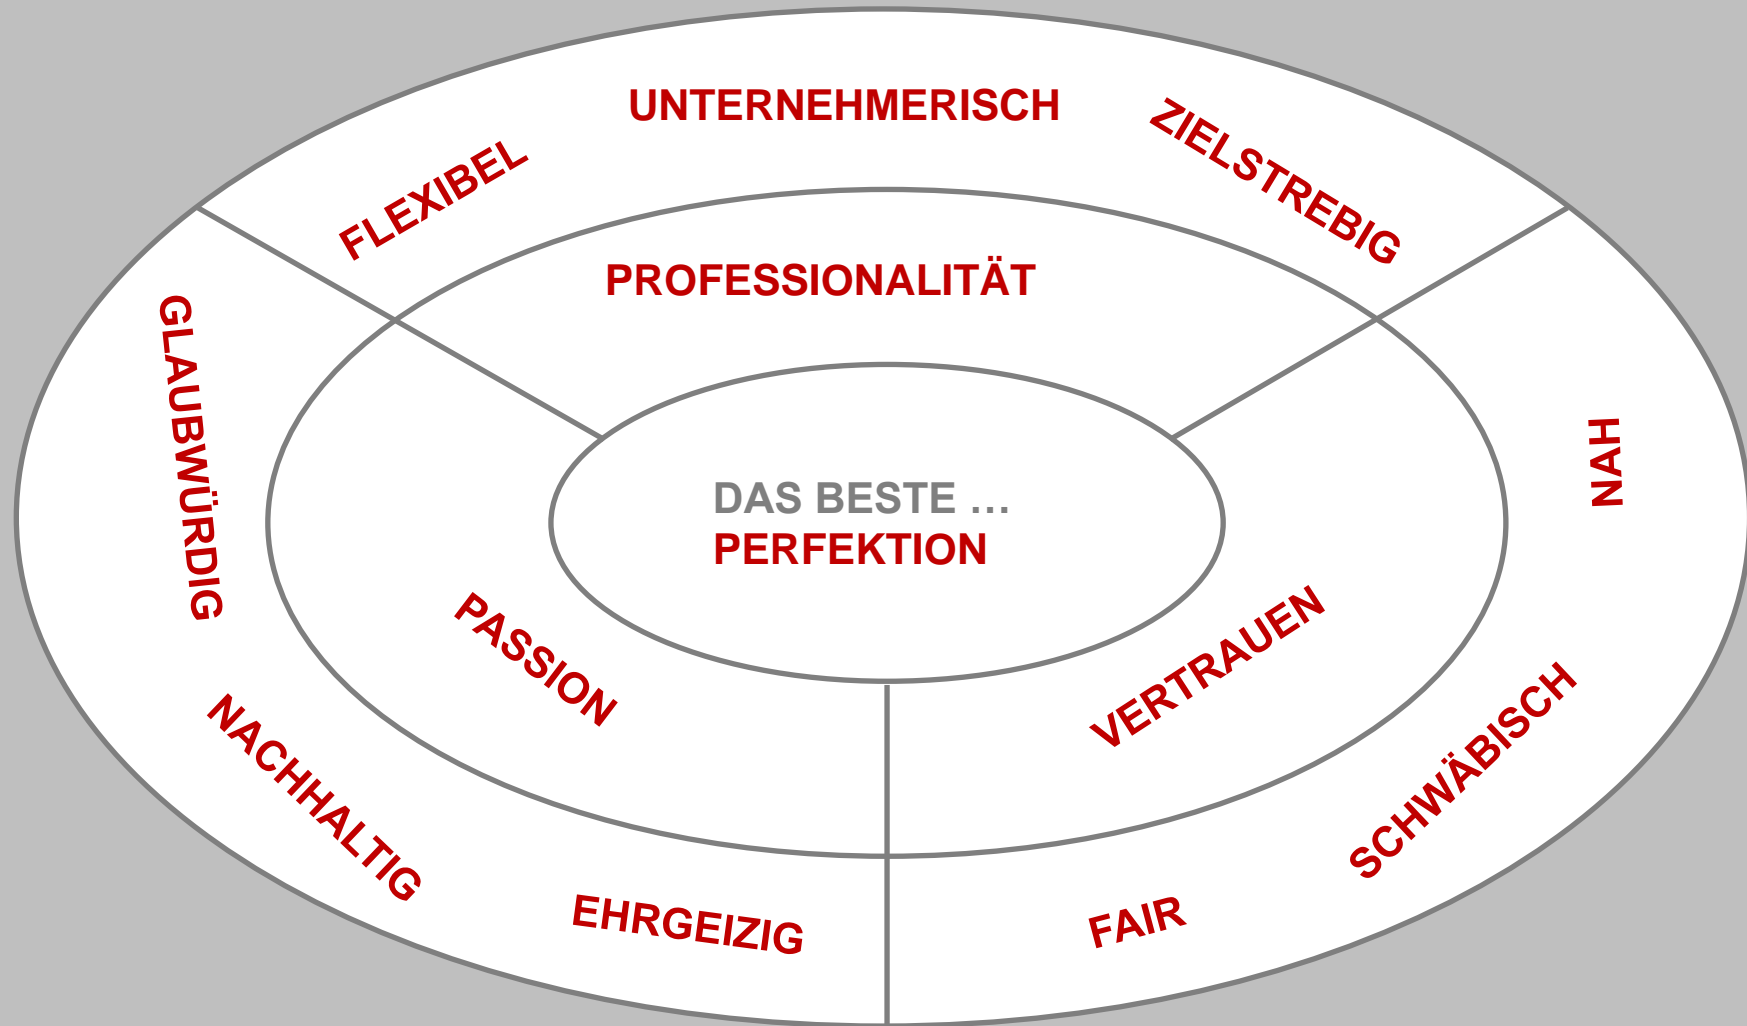 UNTERNEHMERISCH
ZIELSTREBIG
FLEXIBEL
PROFESSIONALITÄT
GLAUBWÜRDIG
NAH
DAS BESTE …
PERFEKTION
PASSION
VERTRAUEN
NACHHALTIG
SCHWÄBISCH
EHRGEIZIG
FAIR